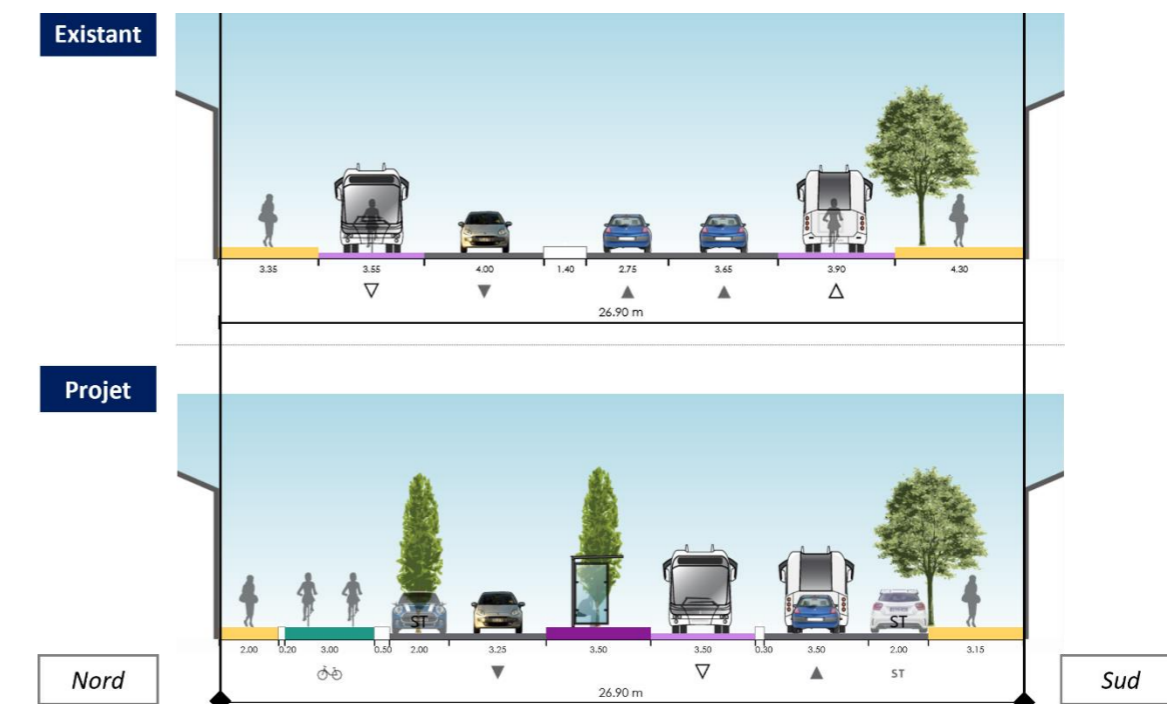 Existant
3.35 3.55 4.00 1.40 2.75 3.65 3.90 4.30
26.90 m
Projet
ST ST
2.00 0.20 3.00 0.50 2.00 3.25 3.50 3.50 0.30 3.50 2.00 3.15
ST
Nord
26.90 m
Sud